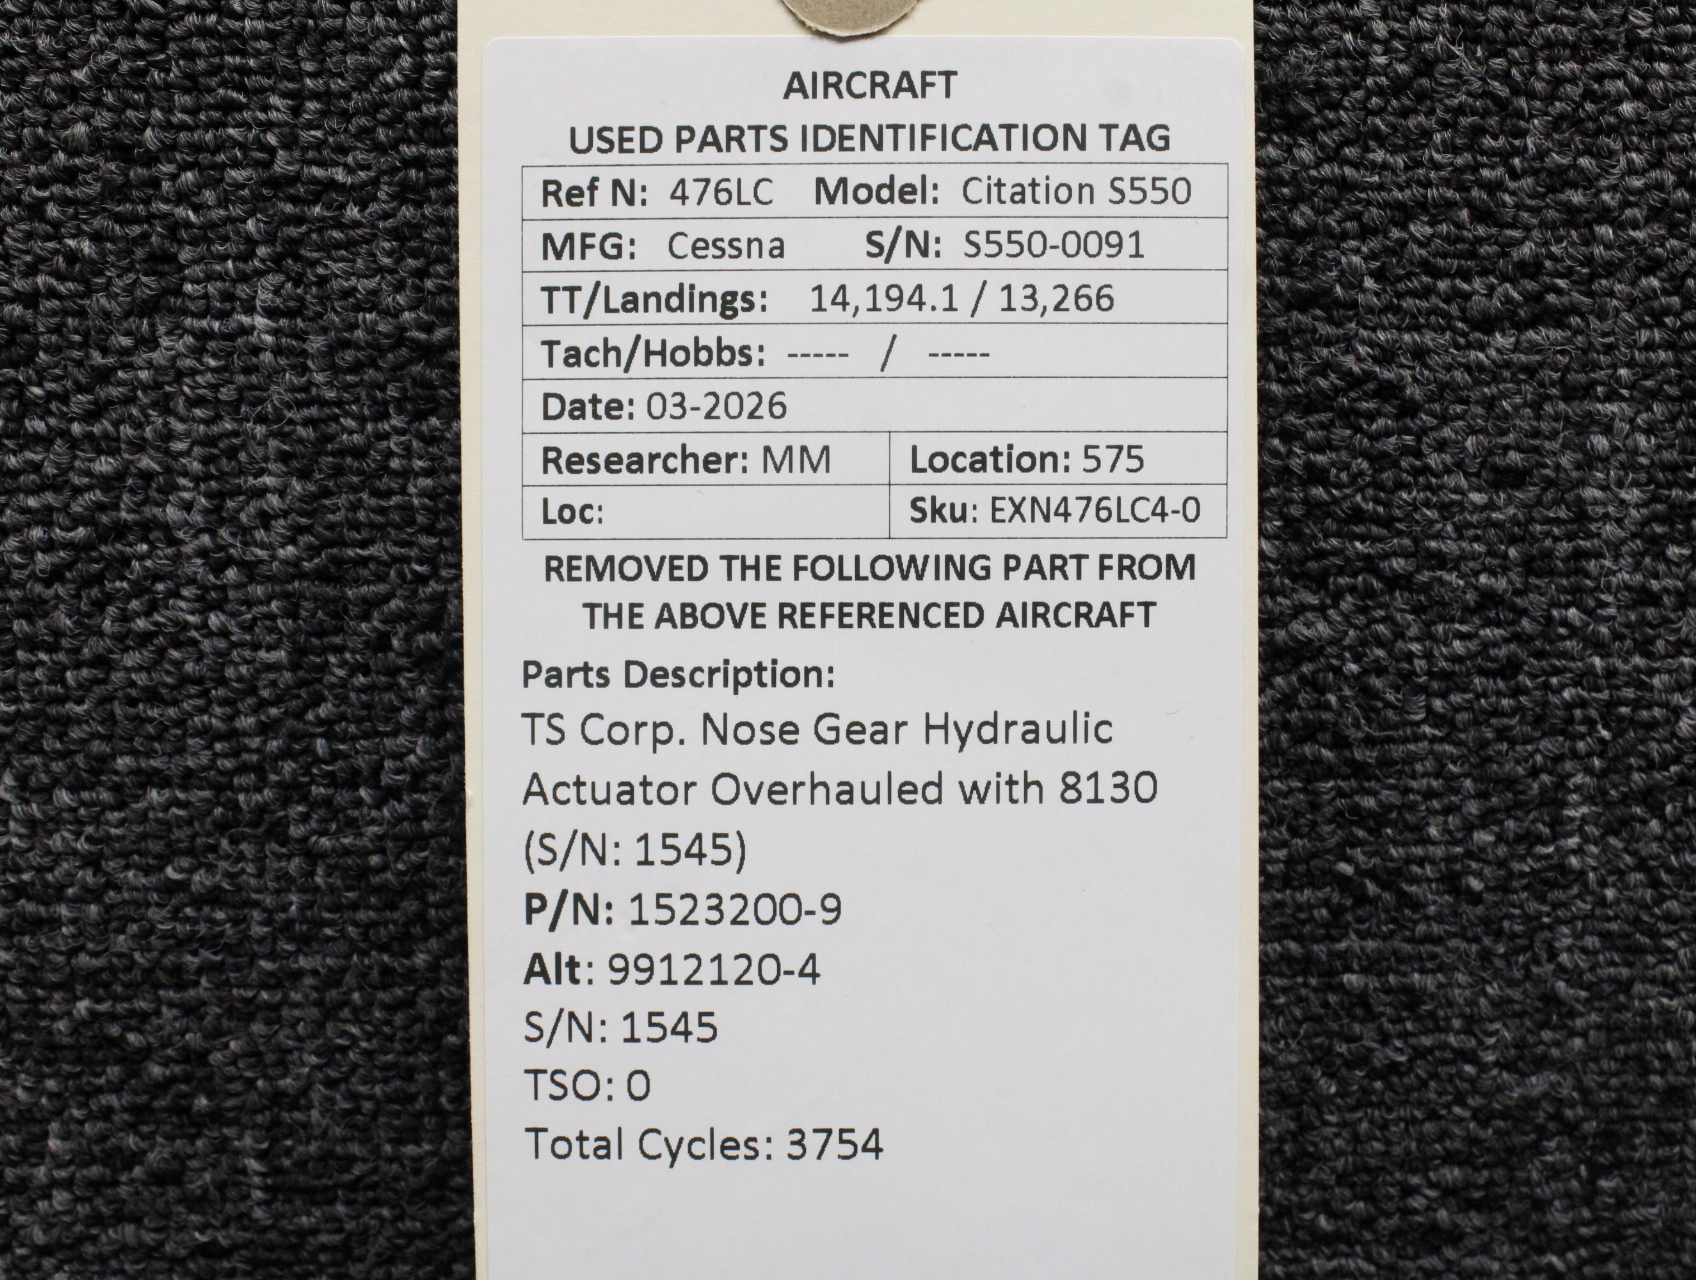 AIRCRAFT
USED PARTS IDENTIFICATION TAG
Ref N: 476LC Model: Citation S550
MFG: Cessna S/N: S550-0091
TT/Landings: 14,194.1 / 13,266
Tach/Hobbs: ----- / -----
Date: 03-2026
Researcher: MM Location: 575
Loc: Sku: EXN476LC4-0
REMOVED THE FOLLOWING PART FROM
THE ABOVE REFERENCED AIRCRAFT
Parts Description:
TS Corp. Nose Gear Hydraulic
Actuator Overhauled with 8130
(S/N: 1545)
P/N: 1523200-9
Alt: 9912120-4
S/N: 1545
TSO: 0
Total Cycles: 3754